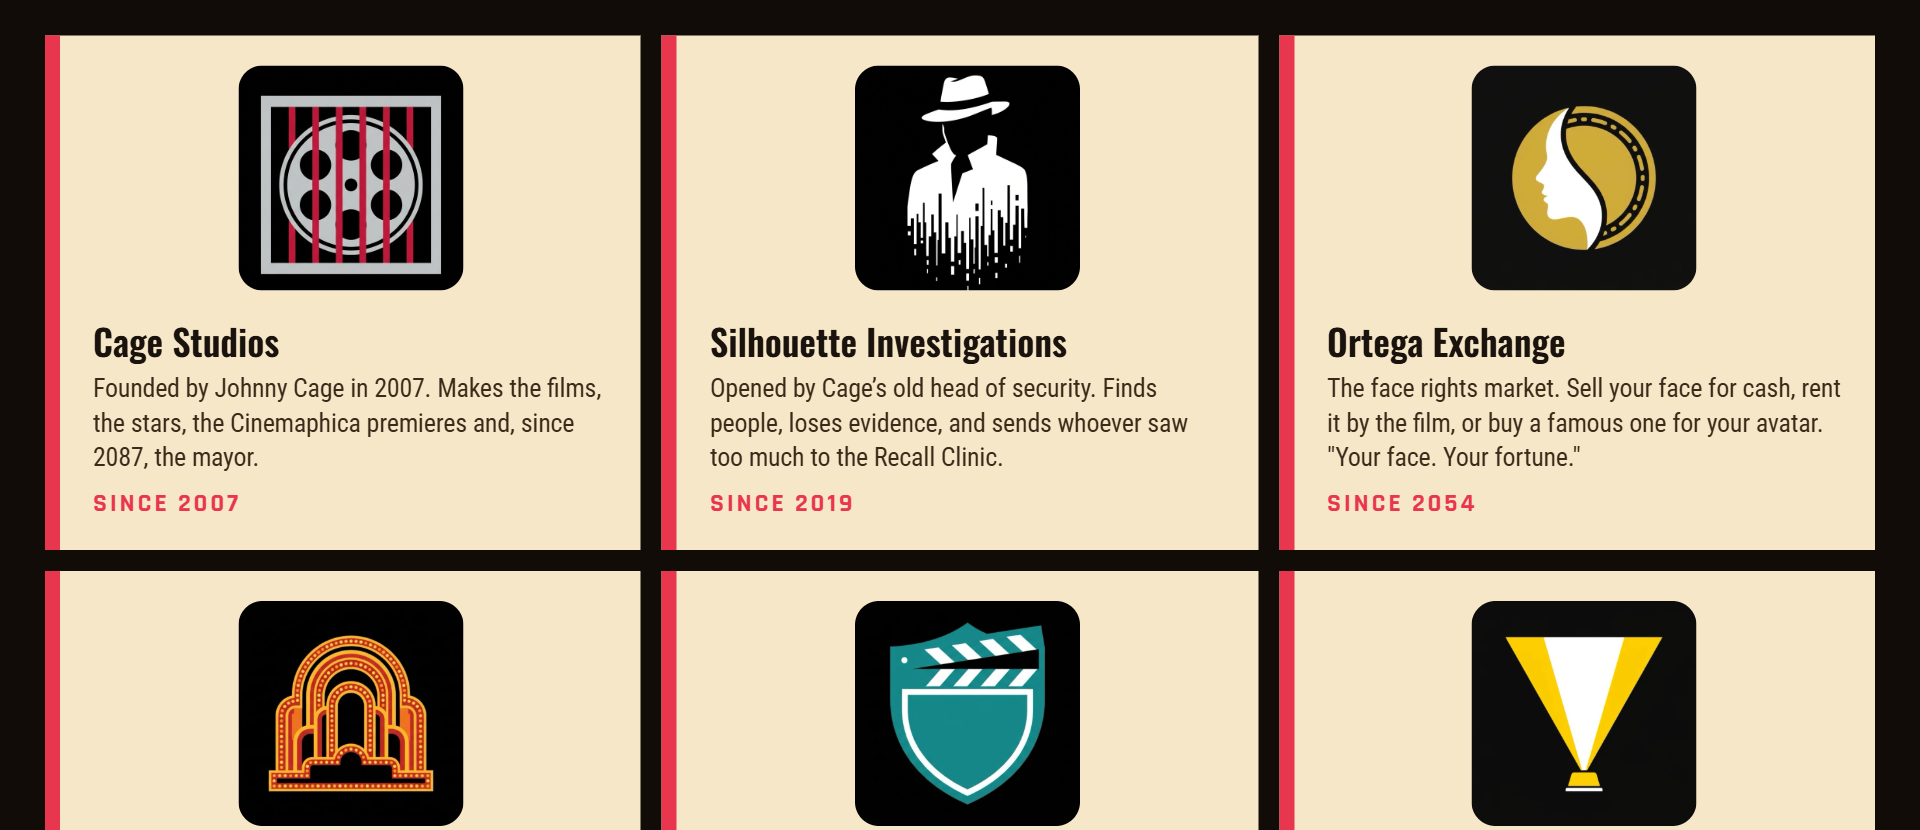 Cage Studios
Founded by Johnny Cage in 2007. Makes the films,
the stars, the Cinemaphica premieres and, since
2087, the mayor.
SINCE 2007
Silhouette Investigations
Opened by Cage’s old head of security. Finds
people, loses evidence, and sends whoever saw
too much to the Recall Clinic.
SINCE 2019
Ortega Exchange
The face rights market. Sell your face for cash, rent
it by the film, or buy a famous one for your avatar.
"Your face. Your fortune."
SINCE 2054